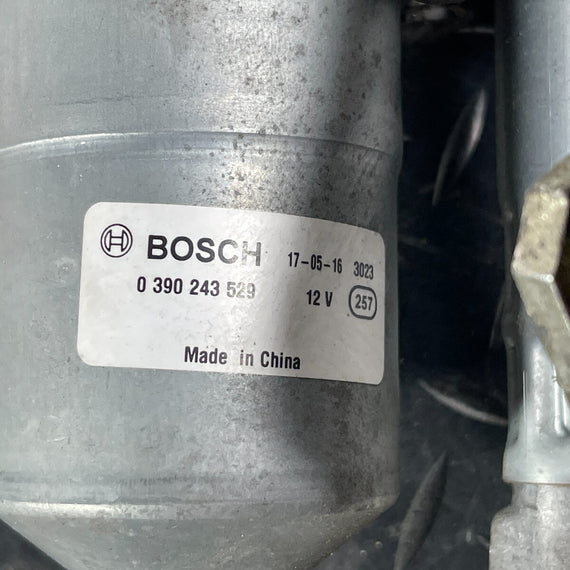 BOSCH 17-05-16 3023
0 390 243 529 12 V 257
Made in China